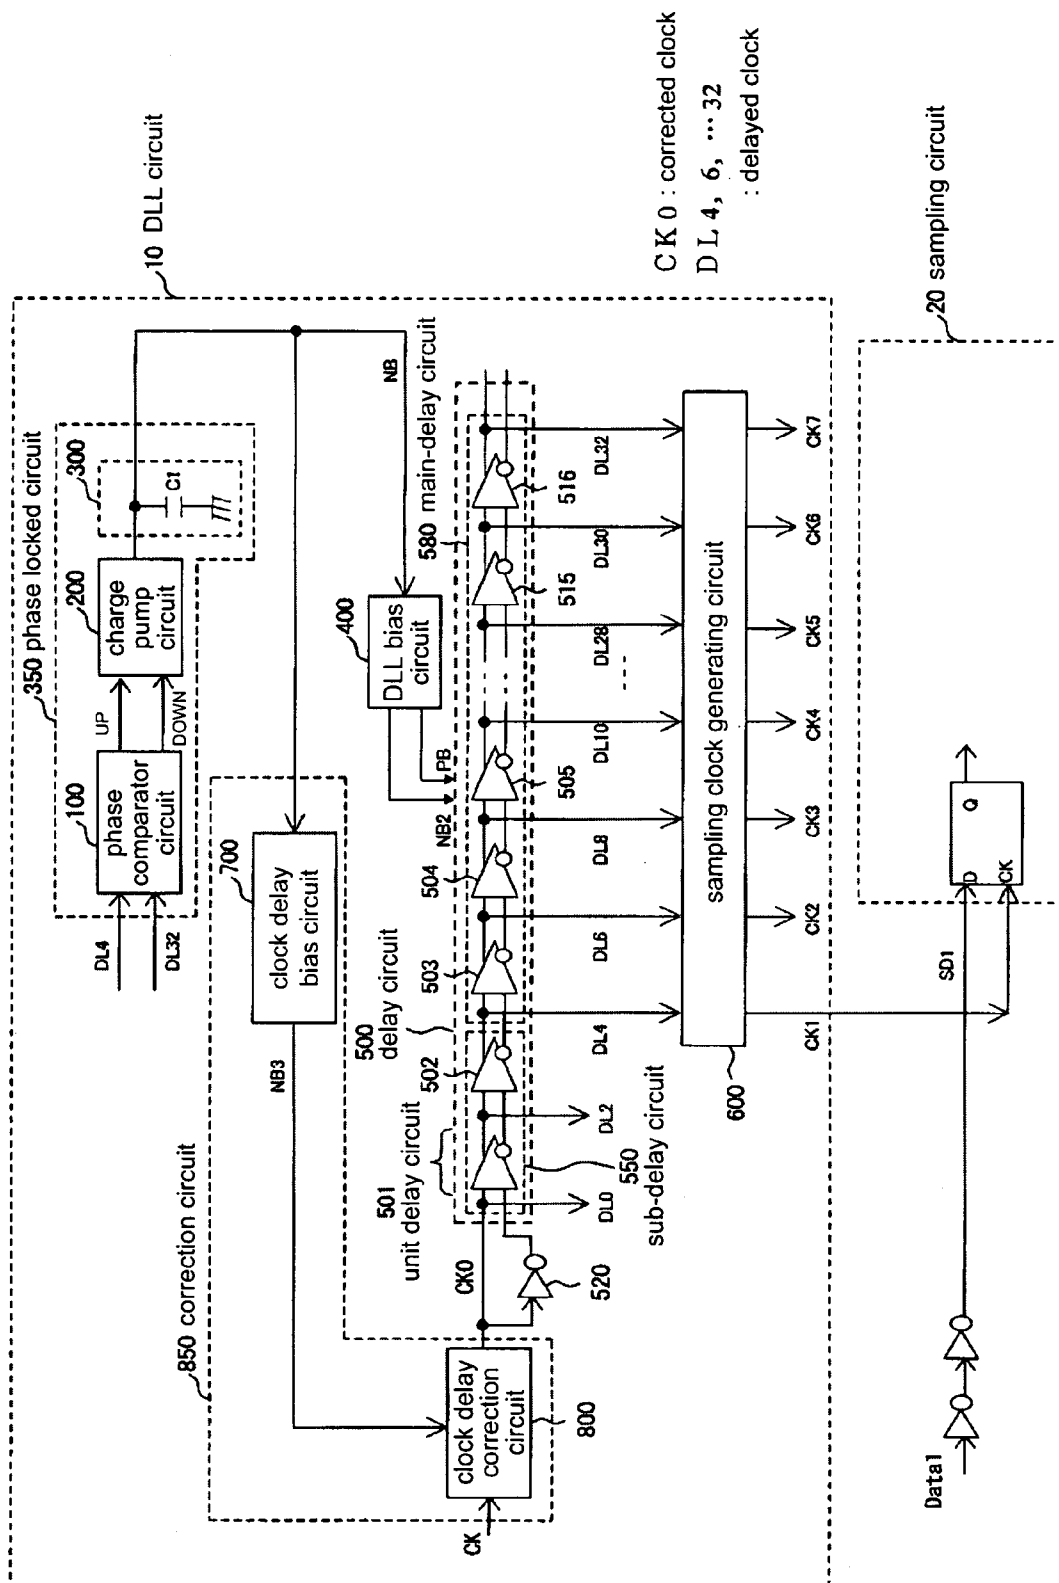 10 DLL circuit
350 phase locked circuit
300
C1
200
charge
pump
circuit
UP
DOWN
100
phase
comparator
circuit
DL4
DL32
850 correction circuit
700
clock delay
bias circuit
NB3
NB
400
DLL bias
circuit
NB2
PB
580 main-delay circuit
500
delay circuit
501
unit delay circuit
502
503
504
505
515
516
CK
clock delay
correction
circuit
800
CK0
520
DL0
DL2
550
sub-delay circuit
DL4
DL6
DL8
DL10
DL28
DL30
DL32
sampling clock generating circuit
600
CK1
CK2
CK3
CK4
CK5
CK6
CK7
CK0 : corrected clock
DL4, 6, ··· 32
: delayed clock
20 sampling circuit
Data1
SD1
D
Q
CK